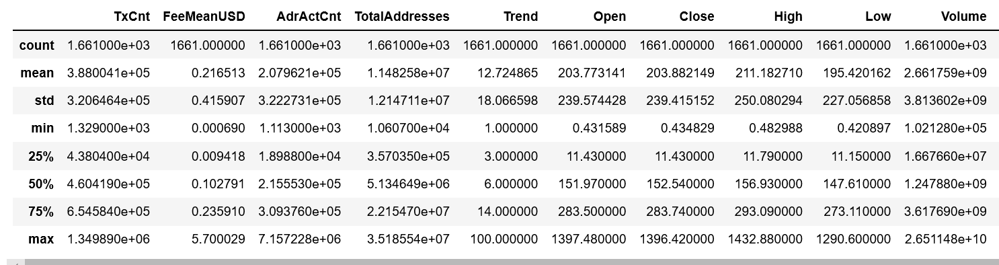 TxCnt FeeMeanUSD AdrActCnt TotalAddresses Trend Open Close High Low Volume
count 1.661000e+03 1661.000000 1.661000e+03 1.661000e+03 1661.000000 1661.000000 1661.000000 1661.000000 1661.000000 1.661000e+03
mean 3.880041e+05 0.216513 2.079621e+05 1.148258e+07 12.724865 203.773141 203.882149 211.182710 195.420162 2.661759e+09
std 3.206464e+05 0.415907 3.222731e+05 1.214711e+07 18.066598 239.574428 239.415152 250.080294 227.056858 3.813602e+09
min 1.329000e+03 0.000690 1.113000e+03 1.060700e+04 1.000000 0.431589 0.434829 0.482988 0.420897 1.021280e+05
25% 4.380400e+04 0.009418 1.898800e+04 3.570350e+05 3.000000 11.430000 11.430000 11.790000 11.150000 1.667660e+07
50% 4.604190e+05 0.102791 2.155530e+05 5.134649e+06 6.000000 151.970000 152.540000 156.930000 147.610000 1.247880e+09
75% 6.545840e+05 0.235910 3.093760e+05 2.215470e+07 14.000000 283.500000 283.740000 293.090000 273.110000 3.617690e+09
max 1.349890e+06 5.700029 7.157228e+06 3.518554e+07 100.000000 1397.480000 1396.420000 1432.880000 1290.600000 2.651148e+10